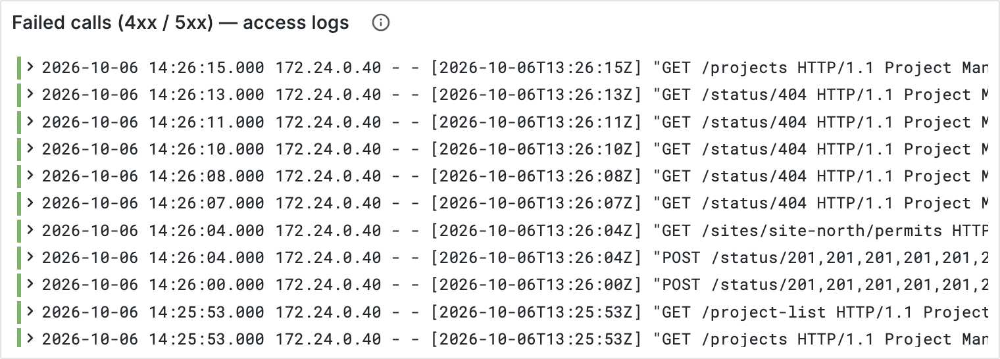 Failed calls (4xx / 5xx) — access logs
2026-10-06 14:26:15.000 172.24.0.40 - - [2026-10-06T13:26:15Z] "GET /projects HTTP/1.1 Project Man
2026-10-06 14:26:13.000 172.24.0.40 - - [2026-10-06T13:26:13Z] "GET /status/404 HTTP/1.1 Project M
2026-10-06 14:26:11.000 172.24.0.40 - - [2026-10-06T13:26:11Z] "GET /status/404 HTTP/1.1 Project M
2026-10-06 14:26:10.000 172.24.0.40 - - [2026-10-06T13:26:10Z] "GET /status/404 HTTP/1.1 Project M
2026-10-06 14:26:08.000 172.24.0.40 - - [2026-10-06T13:26:08Z] "GET /status/404 HTTP/1.1 Project M
2026-10-06 14:26:07.000 172.24.0.40 - - [2026-10-06T13:26:07Z] "GET /status/404 HTTP/1.1 Project M
2026-10-06 14:26:04.000 172.24.0.40 - - [2026-10-06T13:26:04Z] "GET /sites/site-north/permits HTTP
2026-10-06 14:26:04.000 172.24.0.40 - - [2026-10-06T13:26:04Z] "POST /status/201,201,201,201,201,2
2026-10-06 14:26:00.000 172.24.0.40 - - [2026-10-06T13:26:00Z] "POST /status/201,201,201,201,201,2
2026-10-06 14:25:53.000 172.24.0.40 - - [2026-10-06T13:25:53Z] "GET /project-list HTTP/1.1 Project
2026-10-06 14:25:53.000 172.24.0.40 - - [2026-10-06T13:25:53Z] "GET /projects HTTP/1.1 Project Man